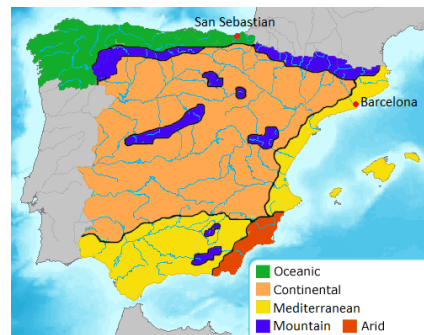 San Sebastian
Barcelona
Oceanic
Continental
Mediterranean
Mountain Arid